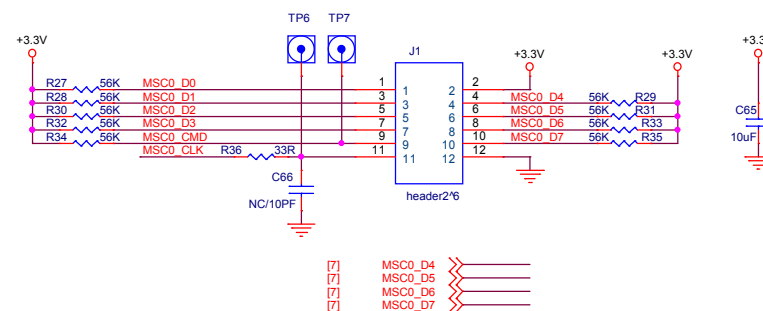 TP6 TP7
+3.3V J1 +3.3V +3.3V +3.3
R27 56K MSC0_D0 1 1 2 2
R28 56K MSC0_D1 3 3 4 4 MSC0_D4 56K R29
R30 56K MSC0_D2 5 5 6 6 MSC0_D5 56K R31
R32 56K MSC0_D3 7 7 8 8 MSC0_D6 56K R33
R34 56K MSC0_CMD 9 9 10 10 MSC0_D7 56K R35
MSC0_CLK R36 33R 11 11 12 12
C65
10uF
C66
NC/10PF
header2^6
[7] MSC0_D4
[7] MSC0_D5
[7] MSC0_D6
[7] MSC0_D7